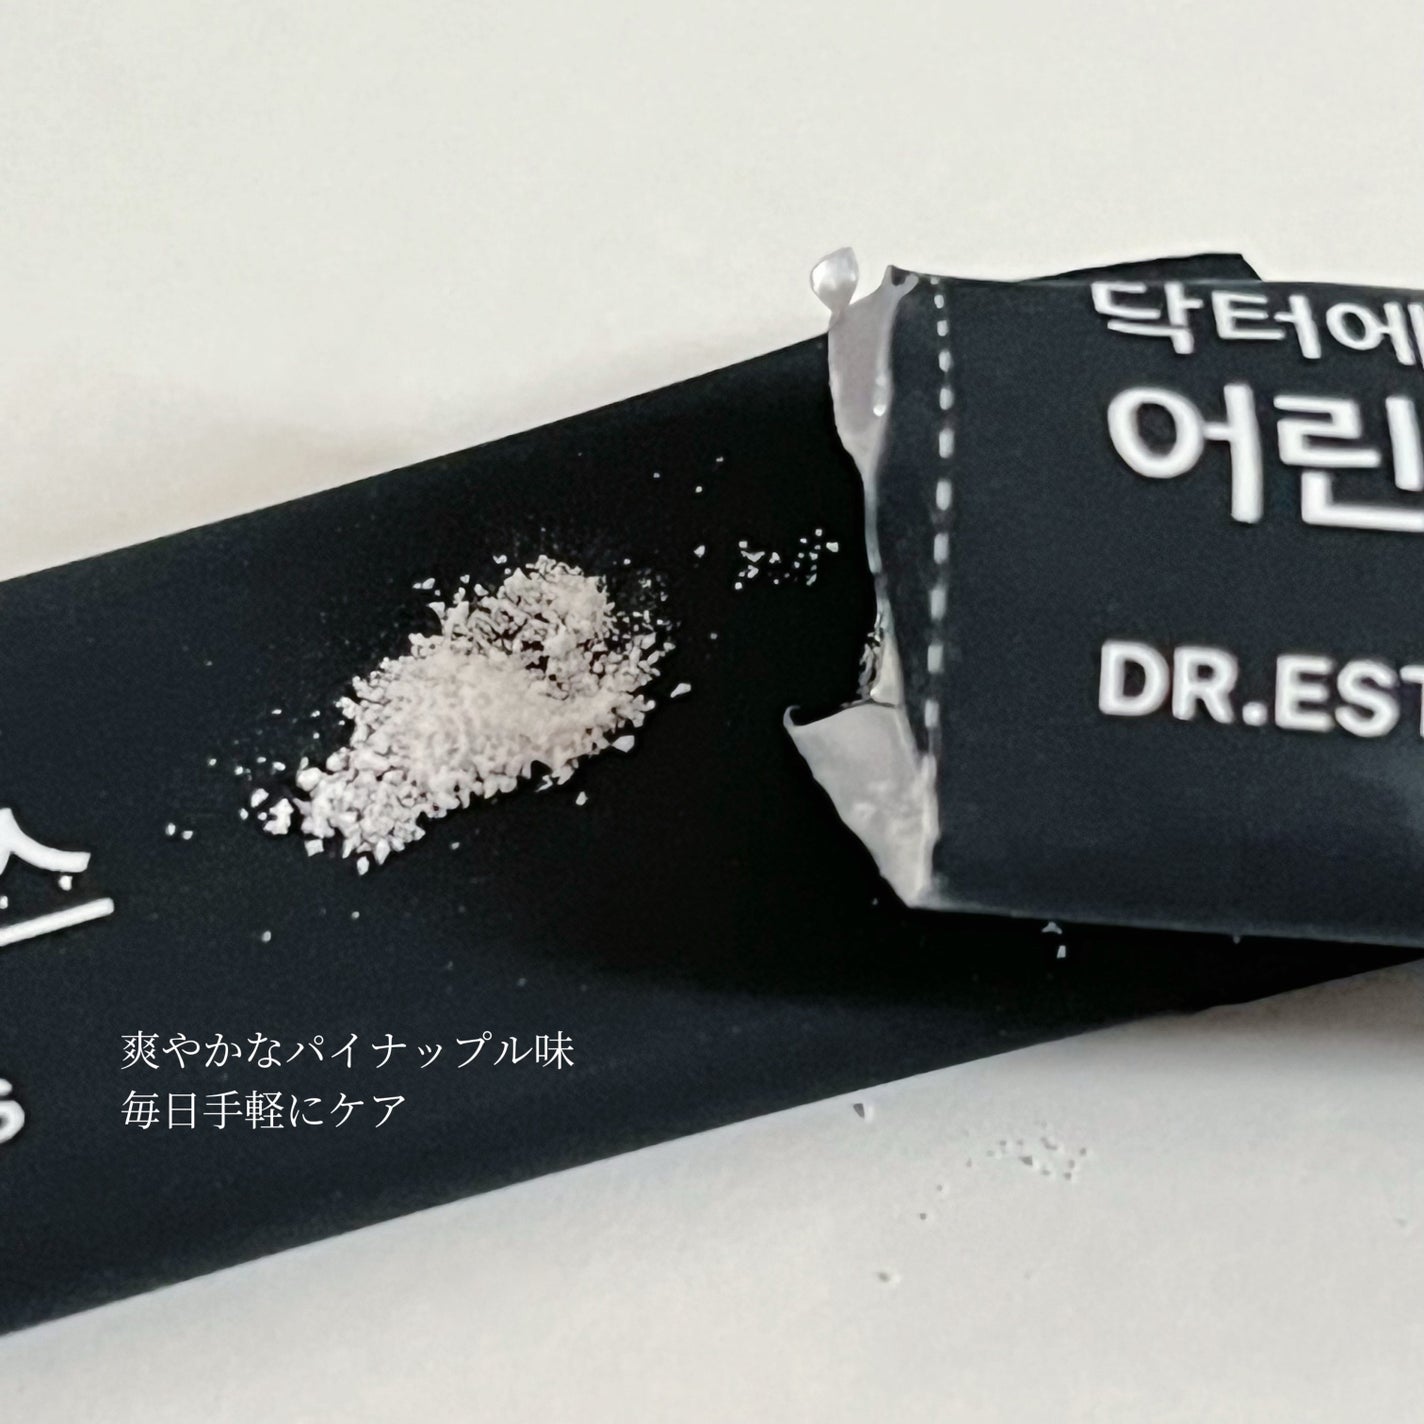 닥터에
어린
DR.EST
스
G
爽やかなパイナップル味
毎日手軽にケア